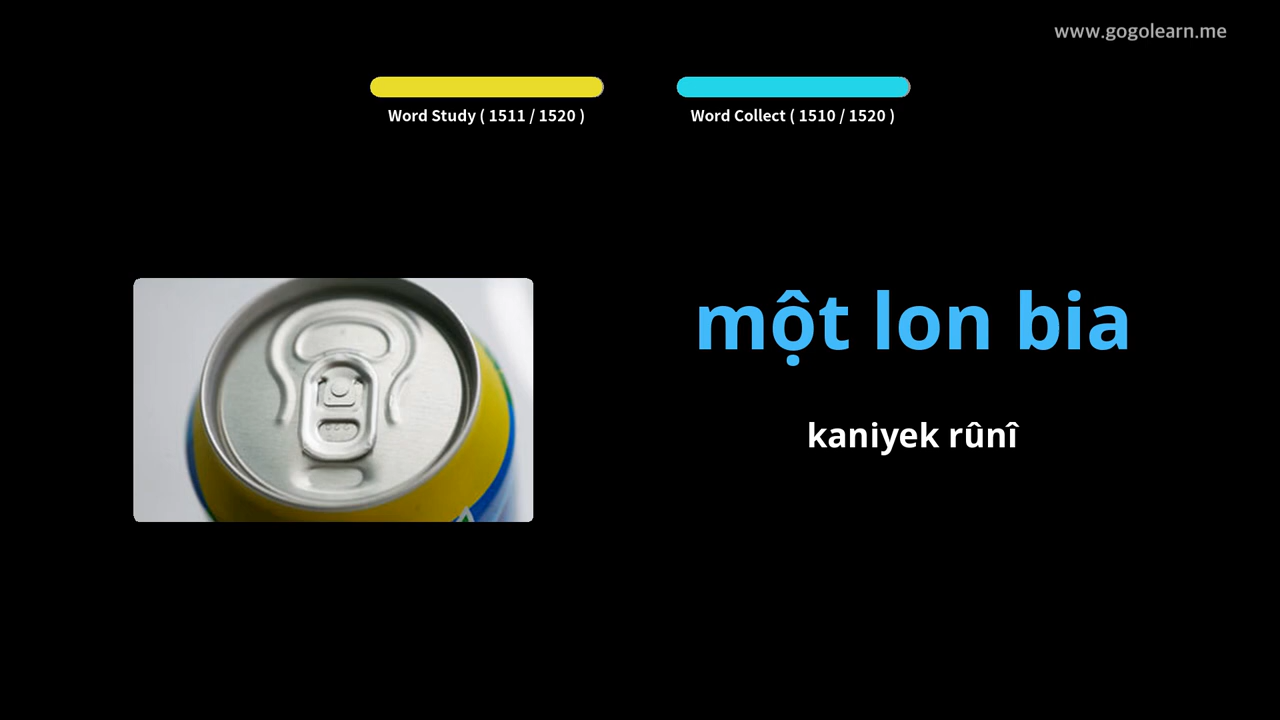 www.gogolearn.me
Word Study ( 1511 / 1520 )
Word Collect ( 1510 / 1520 )
một lon bia
kaniyek rûnî